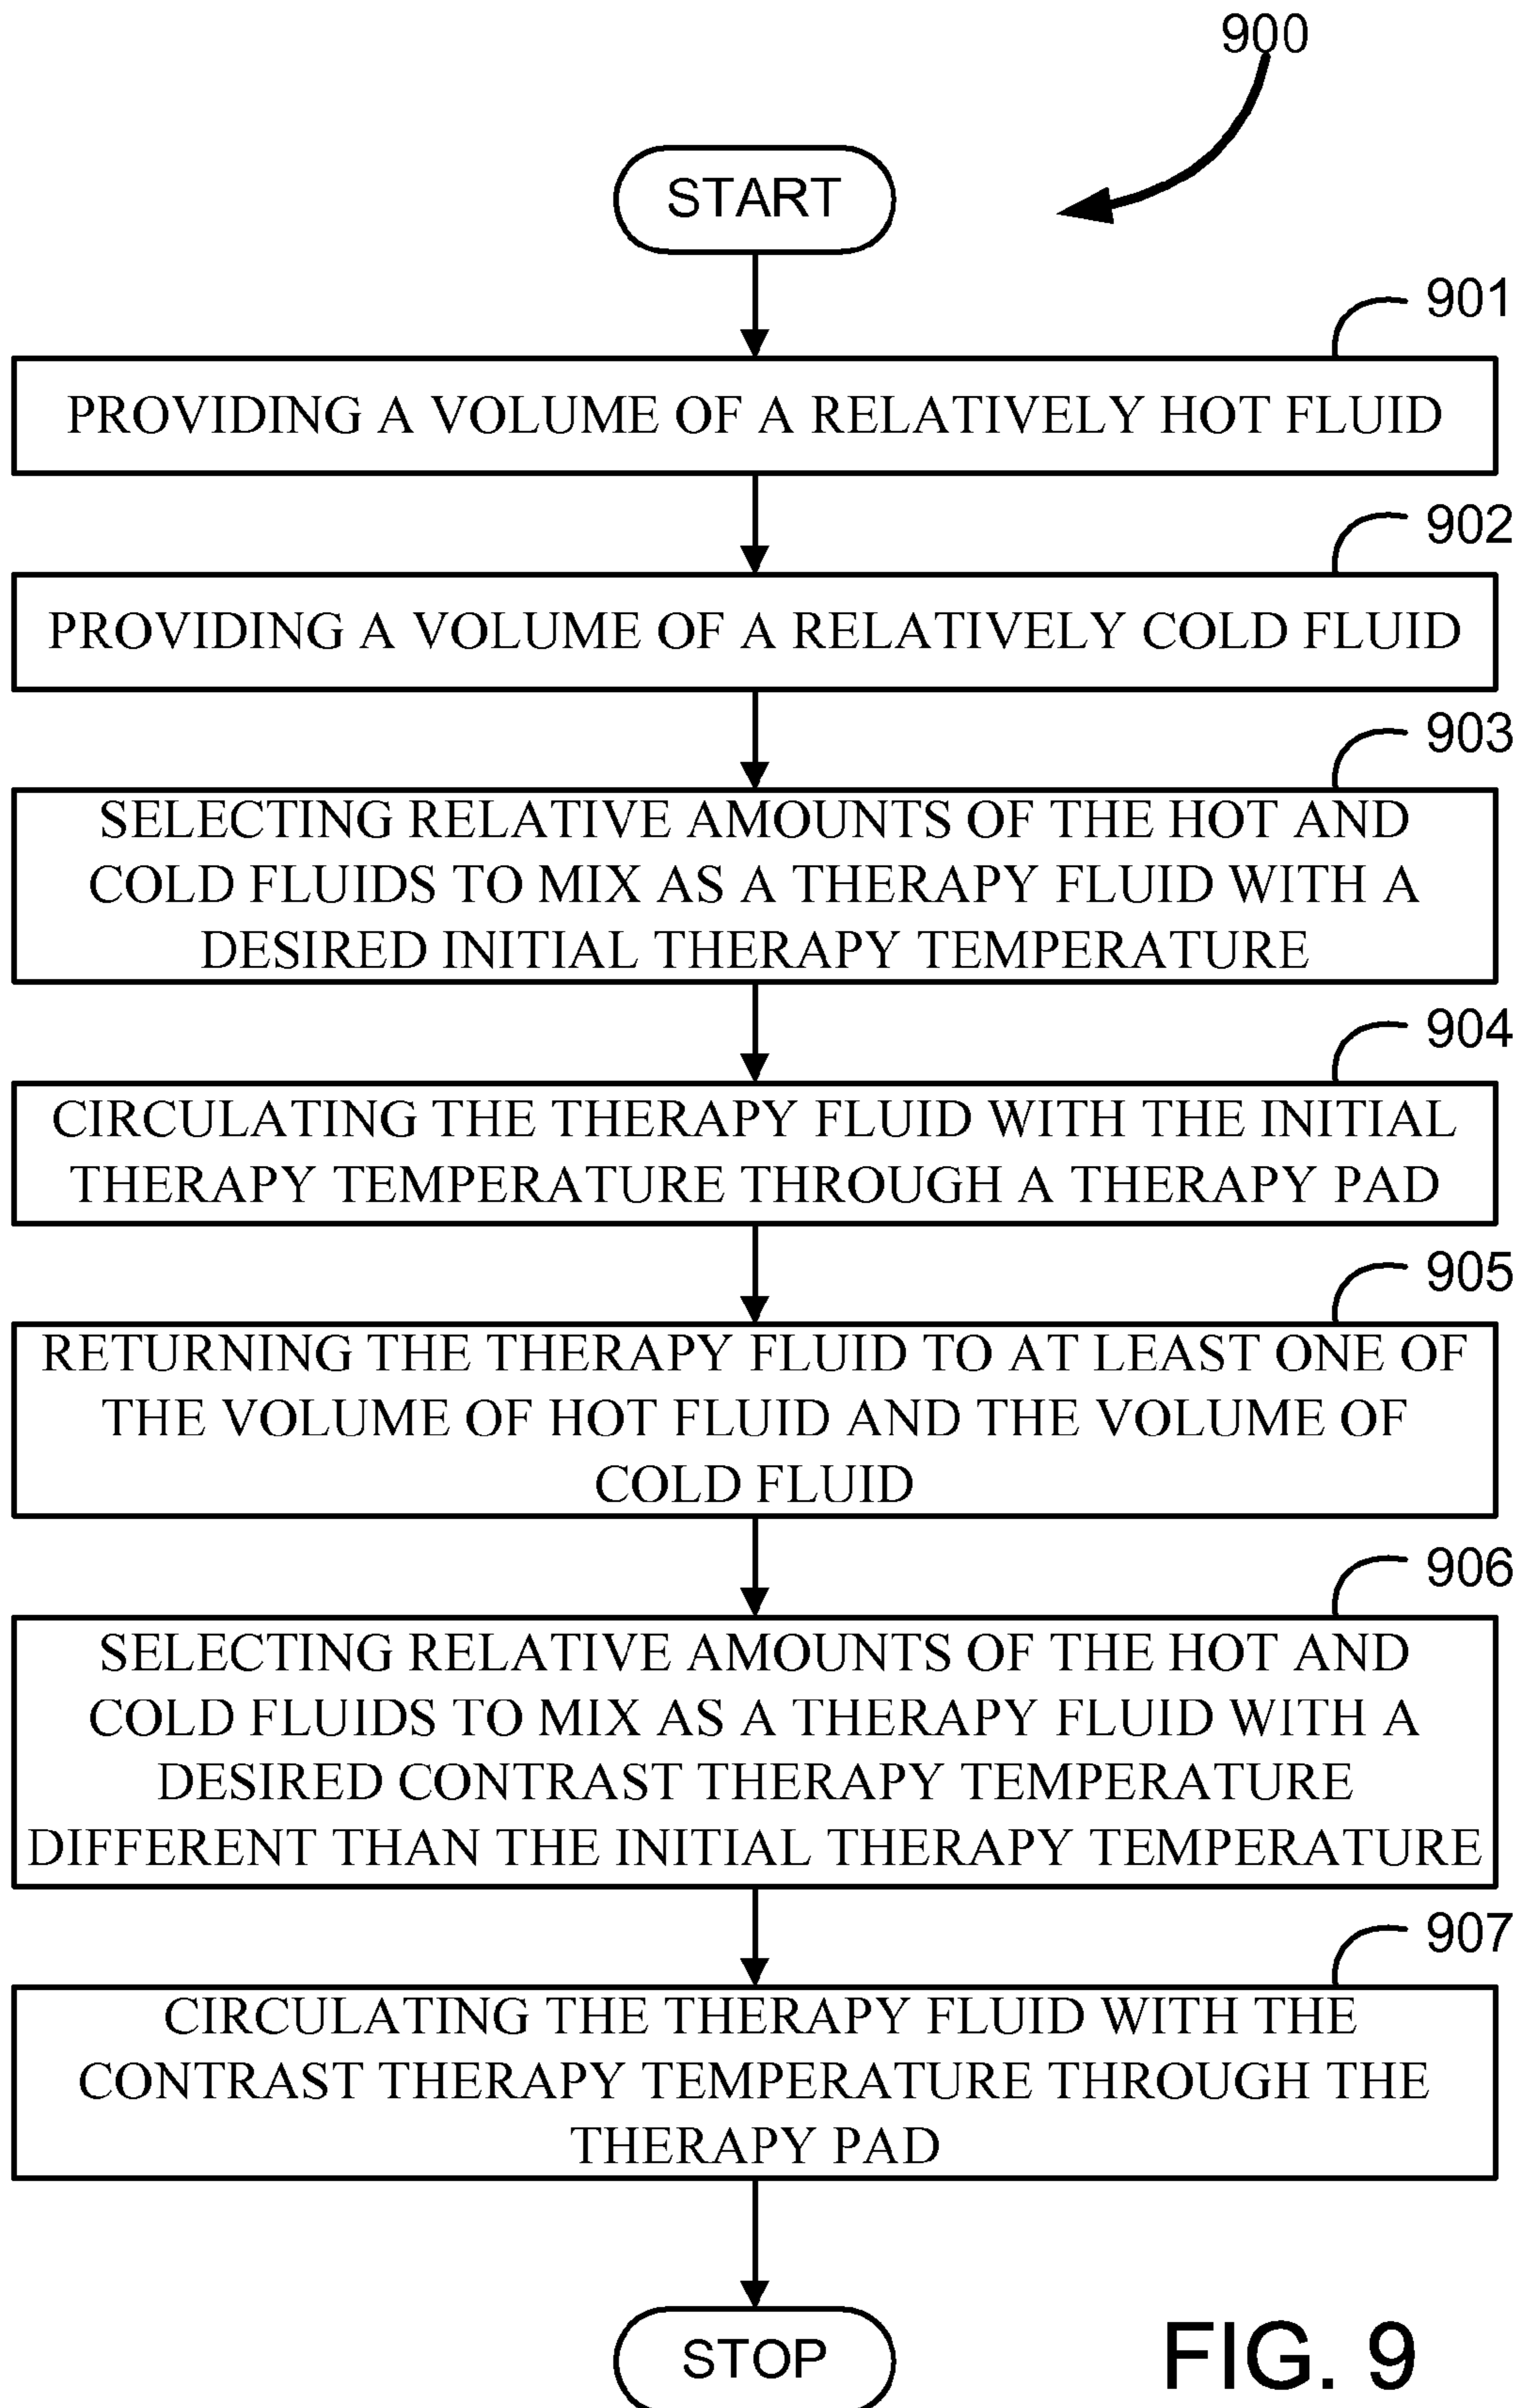 900
START
901
PROVIDING A VOLUME OF A RELATIVELY HOT FLUID
902
PROVIDING A VOLUME OF A RELATIVELY COLD FLUID
903
SELECTING RELATIVE AMOUNTS OF THE HOT AND
COLD FLUIDS TO MIX AS A THERAPY FLUID WITH A
DESIRED INITIAL THERAPY TEMPERATURE
904
CIRCULATING THE THERAPY FLUID WITH THE INITIAL
THERAPY TEMPERATURE THROUGH A THERAPY PAD
905
RETURNING THE THERAPY FLUID TO AT LEAST ONE OF
THE VOLUME OF HOT FLUID AND THE VOLUME OF
COLD FLUID
906
SELECTING RELATIVE AMOUNTS OF THE HOT AND
COLD FLUIDS TO MIX AS A THERAPY FLUID WITH A
DESIRED CONTRAST THERAPY TEMPERATURE
DIFFERENT THAN THE INITIAL THERAPY TEMPERATURE
907
CIRCULATING THE THERAPY FLUID WITH THE
CONTRAST THERAPY TEMPERATURE THROUGH THE
THERAPY PAD
STOP
FIG. 9